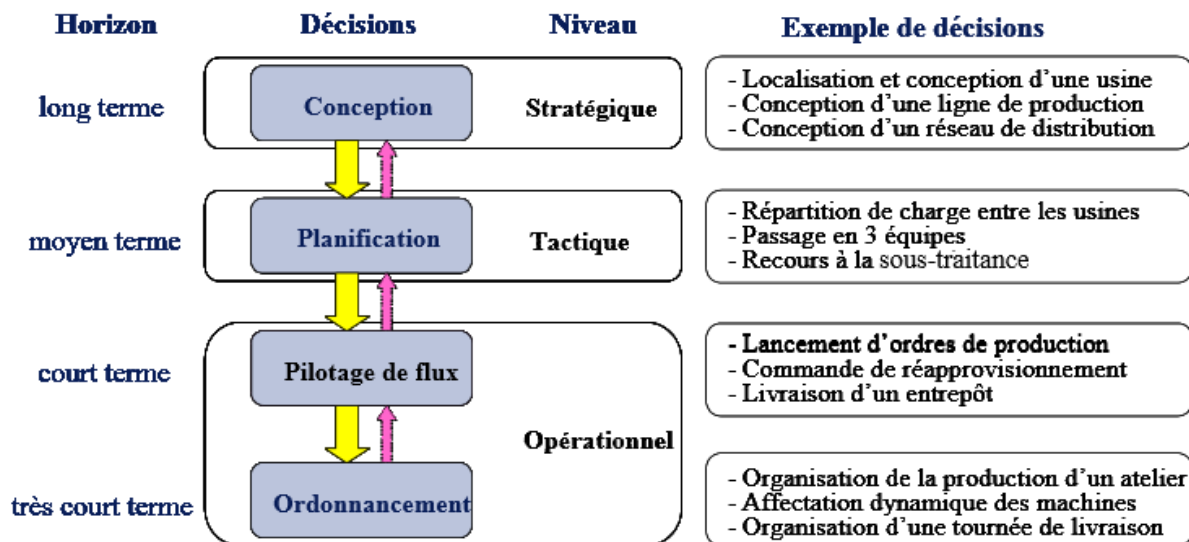 Horizon Décisions Niveau Exemple de décisions
long terme Conception Stratégique
- Localisation et conception d'une usine
- Conception d'une ligne de production
- Conception d'un réseau de distribution
moyen terme Planification Tactique
- Répartition de charge entre les usines
- Passage en 3 équipes
- Recours à la sous-traitance
court terme Pilotage de flux
- Lancement d'ordres de production
- Commande de réapprovisionnement
- Livraison d'un entrepôt
Opérationnel
très court terme Ordonnancement
- Organisation de la production d'un atelier
- Affectation dynamique des machines
- Organisation d'une tournée de livraison